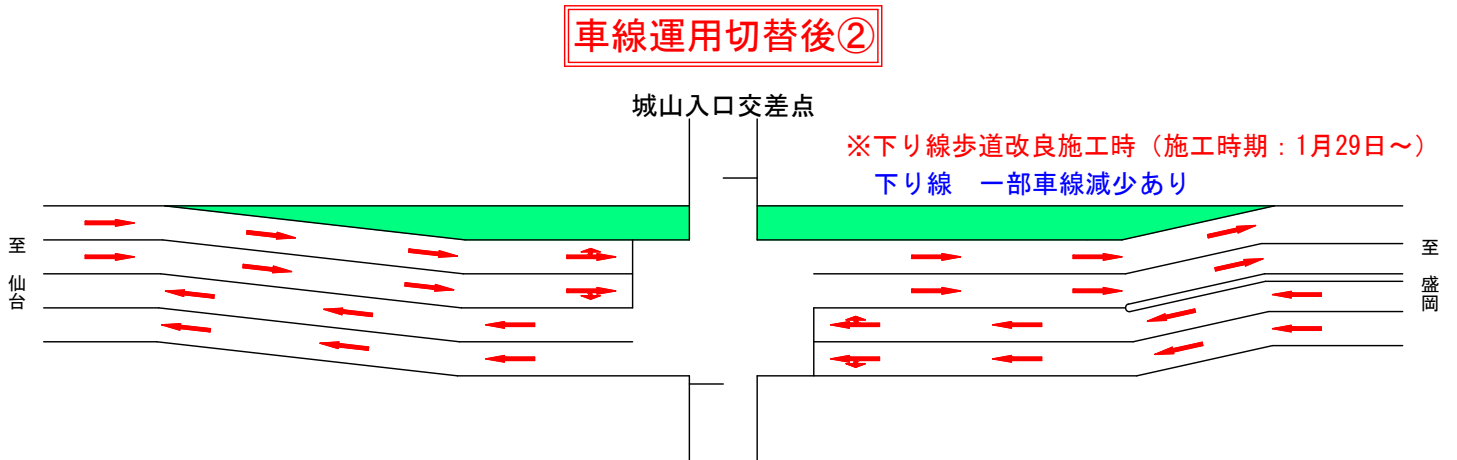 車線運用切替後②
城山入口交差点
※下り線歩道改良施工時（施工時期：1月29日～）
下り線　一部車線減少あり
至 仙台
至 盛岡